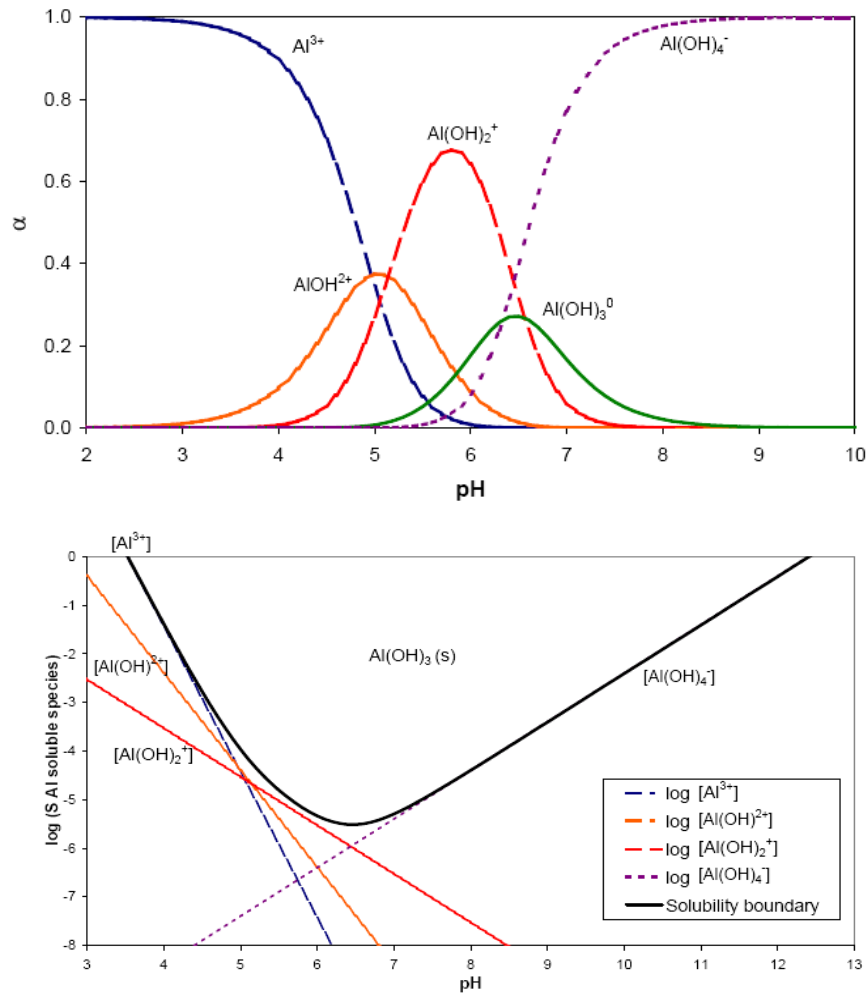 1.0
0.8
0.6
0.4
0.2
0.0
α
Al³⁺
AlOH²⁺
Al(OH)₂⁺
Al(OH)₃⁰
Al(OH)₄⁻
2 3 4 5 6 7 8 9 10
pH
[Al³⁺]
0
-1
-2
-3
-4
-5
-6
-7
-8
log (S Al soluble species)
[Al(OH)²⁺]
[Al(OH)₂⁺]
Al(OH)₃ (s)
[Al(OH)₄⁻]
log [Al³⁺]
log [Al(OH)²⁺]
log [Al(OH)₂⁺]
log [Al(OH)₄⁻]
Solubility boundary
3 4 5 6 7 8 9 10 11 12 13
pH